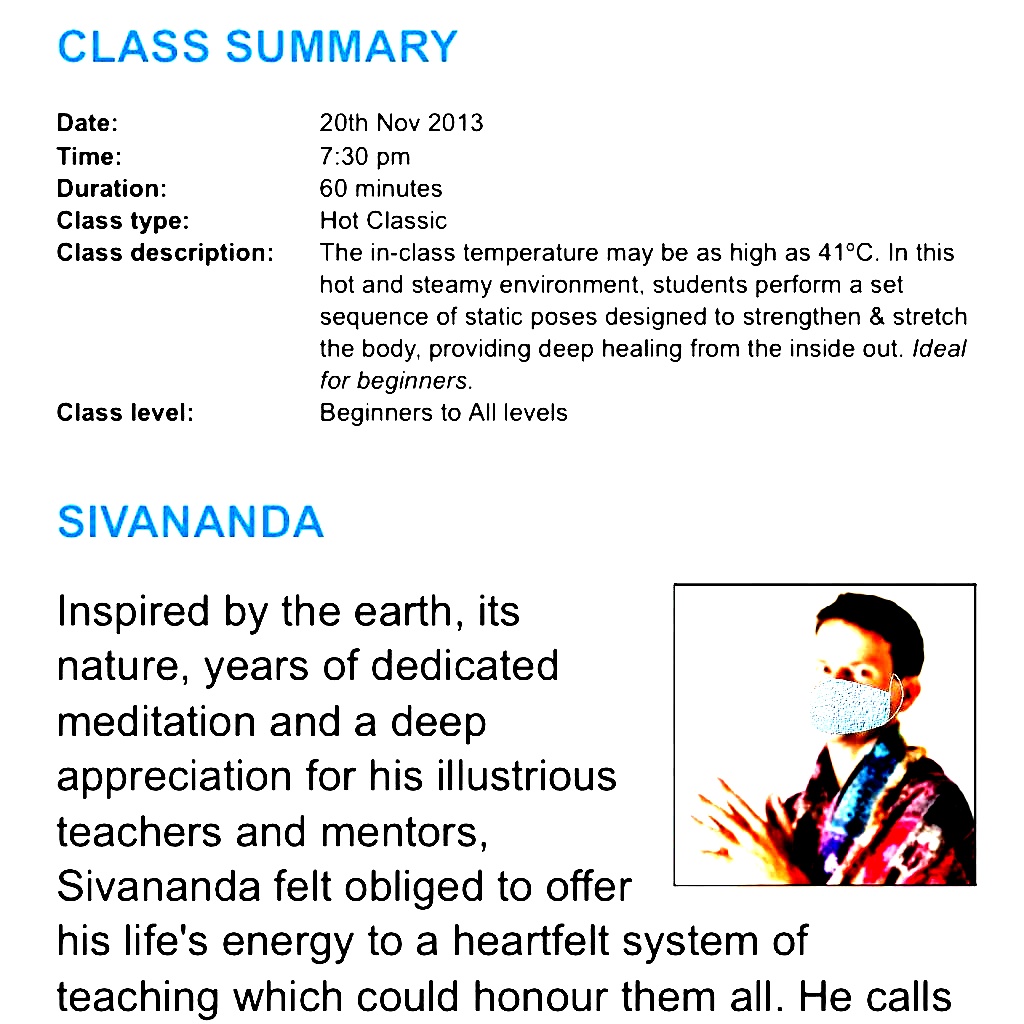 CLASS SUMMARY
Date: 20th Nov 2013
Time: 7:30 pm
Duration: 60 minutes
Class type: Hot Classic
Class description: The in-class temperature may be as high as 41°C. In this
hot and steamy environment, students perform a set
sequence of static poses designed to strengthen & stretch
the body, providing deep healing from the inside out. Ideal
for beginners.
Class level: Beginners to All levels
SIVANANDA
Inspired by the earth, its
nature, years of dedicated
meditation and a deep
appreciation for his illustrious
teachers and mentors,
Sivananda felt obliged to offer
his life's energy to a heartfelt system of
teaching which could honour them all. He calls